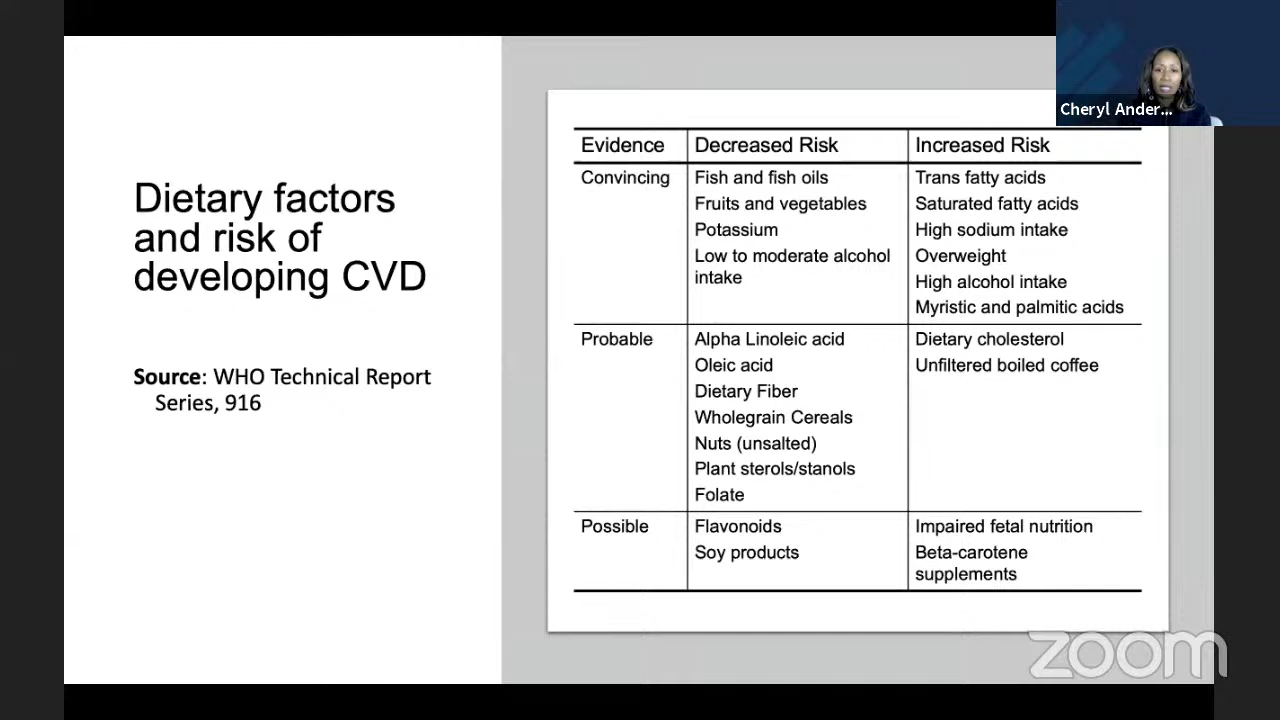 Cheryl Ander...
Dietary factors
and risk of
developing CVD
Source: WHO Technical Report
Series, 916
Evidence Decreased Risk Increased Risk
Convincing Fish and fish oils Trans fatty acids
Fruits and vegetables Saturated fatty acids
Potassium High sodium intake
Low to moderate alcohol Overweight
intake High alcohol intake
Myristic and palmitic acids
Probable Alpha Linoleic acid Dietary cholesterol
Oleic acid Unfiltered boiled coffee
Dietary Fiber
Wholegrain Cereals
Nuts (unsalted)
Plant sterols/stanols
Folate
Possible Flavonoids Impaired fetal nutrition
Soy products Beta-carotene
supplements
zoom